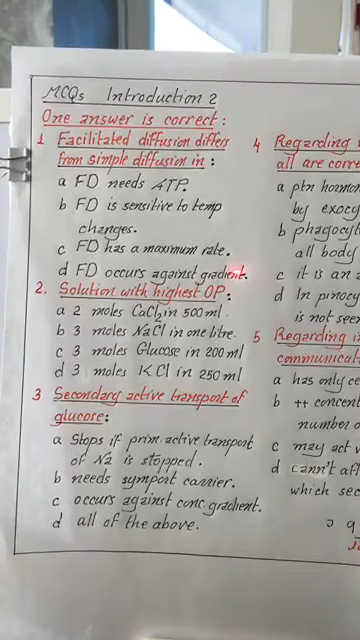 MCQs Introduction 2
One answer is correct:
1 Facilitated diffusion differs
from simple diffusion in:
a FD needs ATP.
b FD is sensitive to temp
changes.
c FD has a maximum rate.
d FD occurs against gradient.
2. Solution with highest OP:
a 2 moles CaCl2 in 500 ml.
b 3 moles NaCl in one litre.
c 3 moles Glucose in 200 ml
d 3 moles KCl in 250 ml
3 Secondary active transport of
glucose:
a Stops if prim. active transport
of Na is stopped.
b needs symport carrier.
c occurs against conc. gradient.
d all of the above.
4 Regarding
all are corre
a ptn hormon
by exocy
b phagocyt
all body
c it is an a
d In pinocy
is not seen
5 Regarding in
communicat
a has only ce
b ++ concent
number o
c may act v
d cann't aff
which sec